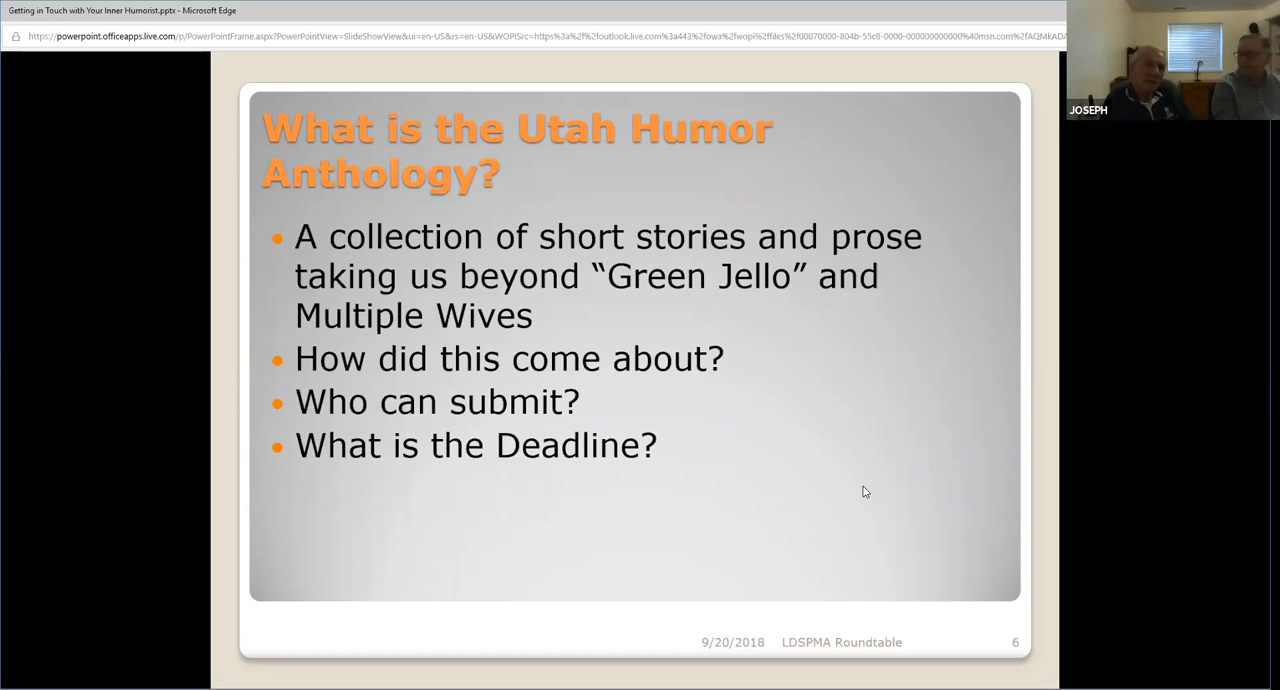 Getting in Touch with Your Inner Humorist.pptx - Microsoft Edge
https://powerpoint.officeapps.live.com/p/PowerPointFrame.aspx?PowerPointView=SlideShowView&ui=en-US&rs=en-US&WOPISrc=https%3a%2f%2foutlook.live.com%3a443%2fowa%2fwopi%2ffiles%2f00070000-804b-55c8-0000-000000000000%40msn.com%2fAQMkADA
JOSEPH
What is the Utah Humor
Anthology?
• A collection of short stories and prose
taking us beyond “Green Jello” and
Multiple Wives
• How did this come about?
• Who can submit?
• What is the Deadline?
9/20/2018 LDSPMA Roundtable 6